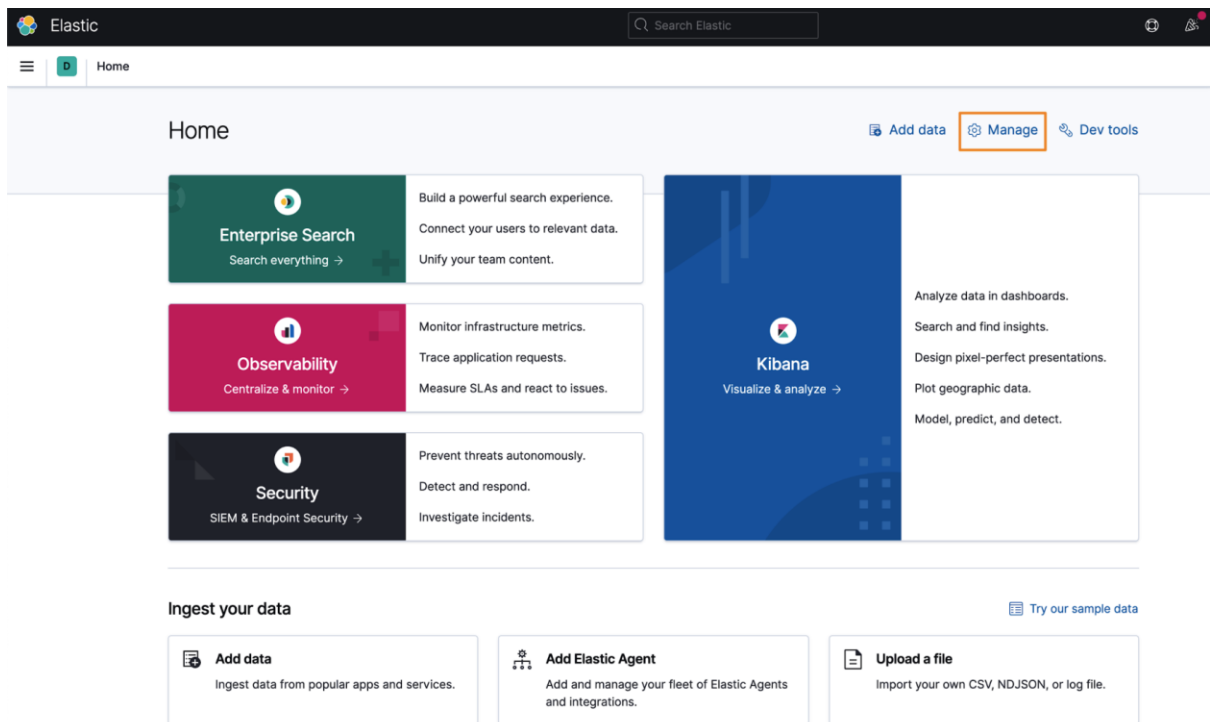 Elastic
Search Elastic
D
Home
Home
Add data
Manage
Dev tools
Enterprise Search
Search everything →
Build a powerful search experience.
Connect your users to relevant data.
Unify your team content.
Observability
Centralize & monitor →
Monitor infrastructure metrics.
Trace application requests.
Measure SLAs and react to issues.
Security
SIEM & Endpoint Security →
Prevent threats autonomously.
Detect and respond.
Investigate incidents.
Kibana
Visualize & analyze →
Analyze data in dashboards.
Search and find insights.
Design pixel-perfect presentations.
Plot geographic data.
Model, predict, and detect.
Ingest your data
Try our sample data
Add data
Ingest data from popular apps and services.
Add Elastic Agent
Add and manage your fleet of Elastic Agents
and integrations.
Upload a file
Import your own CSV, NDJSON, or log file.